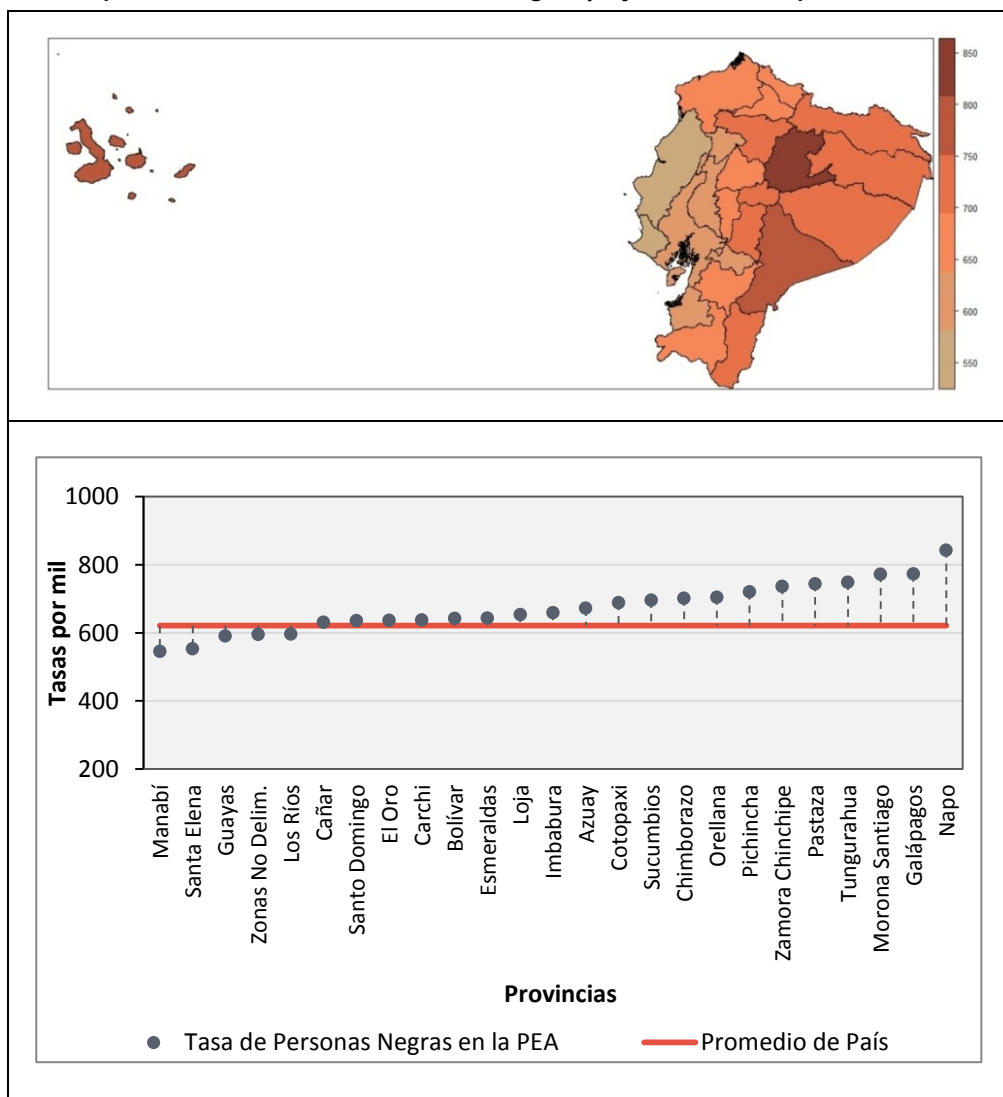 850
800
750
700
650
600
550
1000
800
600
400
200
Tasas por mil
Manabí
Santa Elena
Guayas
Zonas No Delim.
Los Ríos
Cañar
Santo Domingo
El Oro
Carchi
Bolívar
Esmeraldas
Loja
Imbabura
Azuay
Cotopaxi
Sucumbios
Chimborazo
Orellana
Pichincha
Zamora Chinchipe
Pastaza
Tungurahua
Morona Santiago
Galápagos
Napo
Provincias
Tasa de Personas Negras en la PEA
Promedio de País